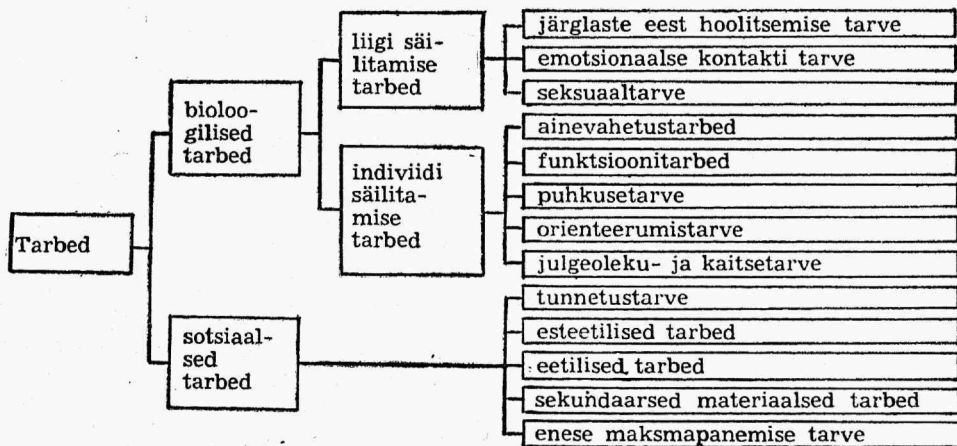 Tarbed
bioloo-
gilised
tarbed
sotsiaal-
sed
tarbed
liigi säi-
litamise
tarbed
indiviidi
säilita-
mise
tarbed
järglaste eest hoolitsemise tarve
emotsionaalse kontakti tarve
seksuaaltarve
ainevahetustarbed
funktsioonitarbed
puhkusetarve
orienteerumistarve
julgeoleku- ja kaitsetarve
tunnetustarve
esteetilised tarbed
eetilised tarbed
sekundaarsed materiaalsed tarbed
enese maksmapanemise tarve